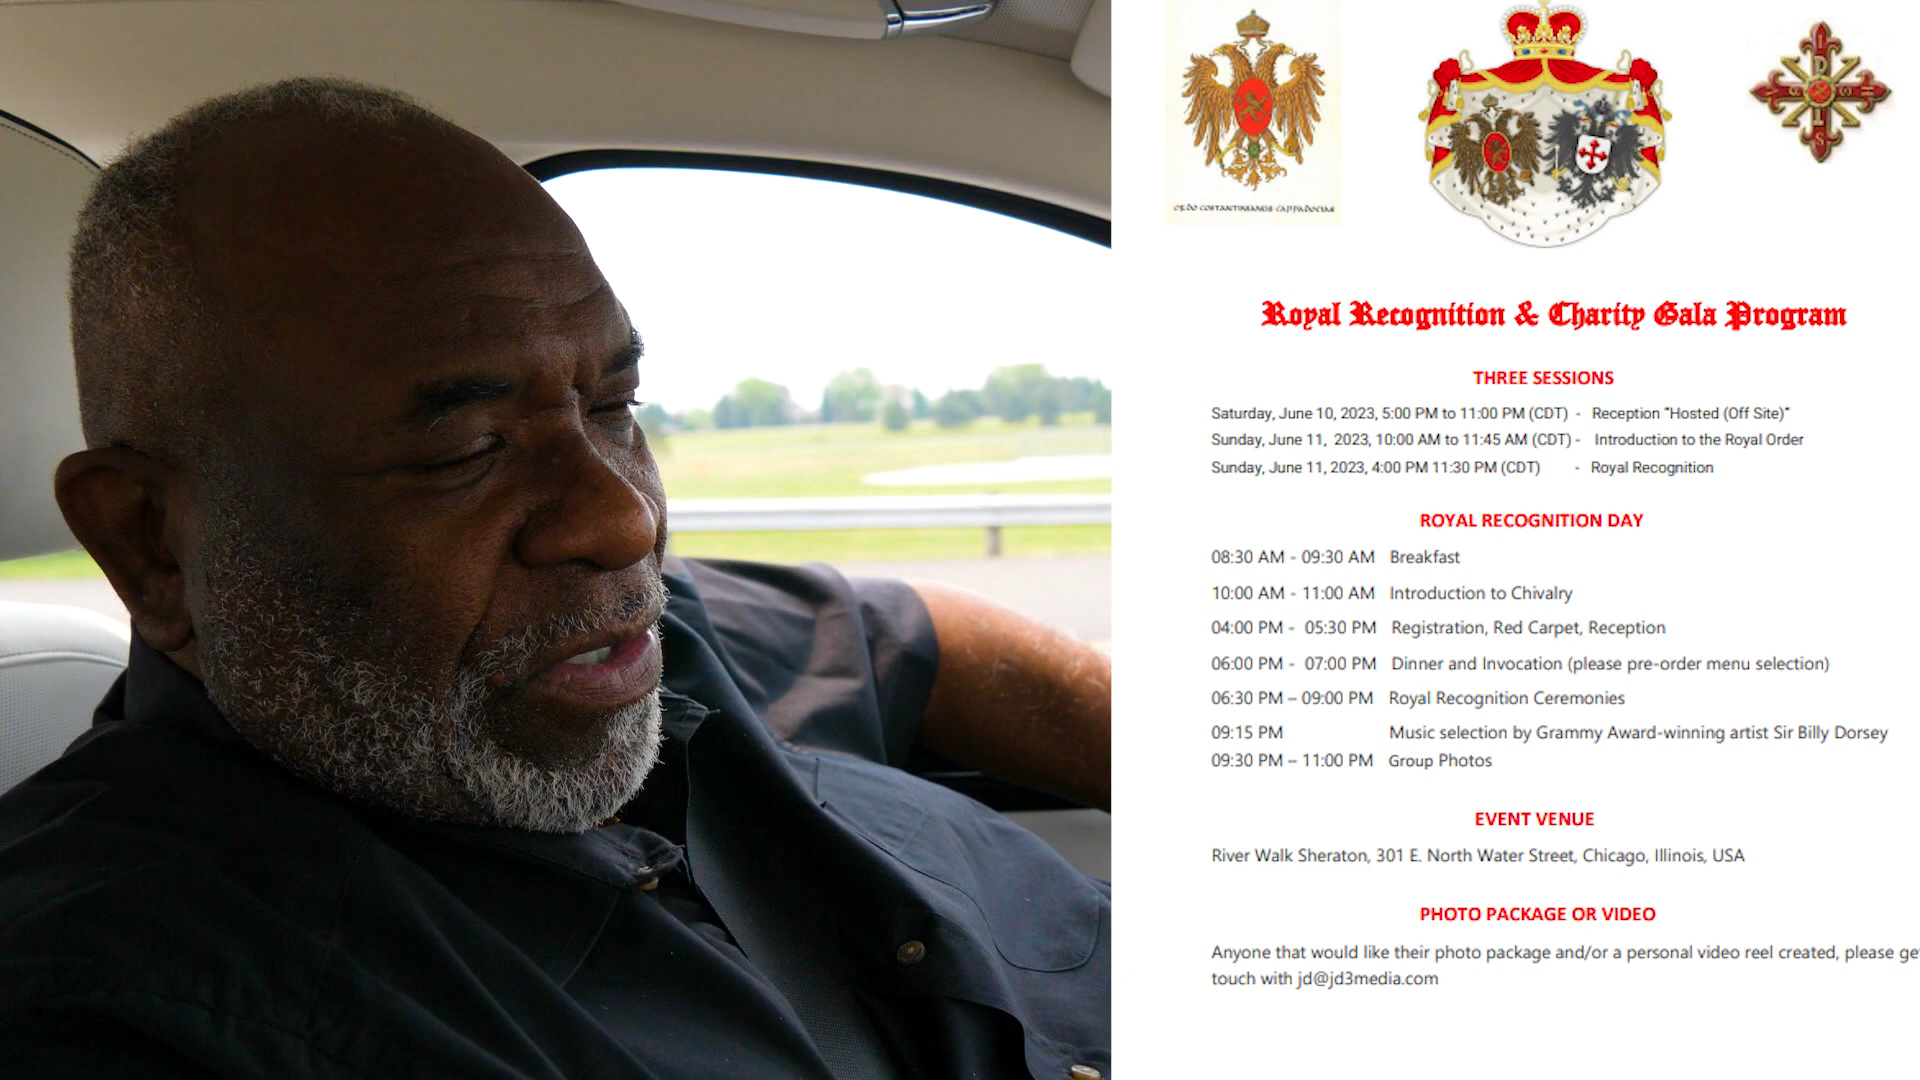 ORDO COSTANTINIANUS CAPPADOCIAE
Royal Recognition & Charity Gala Program
THREE SESSIONS
Saturday, June 10, 2023, 5:00 PM to 11:00 PM (CDT) - Reception "Hosted (Off Site)"
Sunday, June 11, 2023, 10:00 AM to 11:45 AM (CDT) - Introduction to the Royal Order
Sunday, June 11, 2023, 4:00 PM 11:30 PM (CDT) - Royal Recognition
ROYAL RECOGNITION DAY
08:30 AM - 09:30 AM Breakfast
10:00 AM - 11:00 AM Introduction to Chivalry
04:00 PM - 05:30 PM Registration, Red Carpet, Reception
06:00 PM - 07:00 PM Dinner and Invocation (please pre-order menu selection)
06:30 PM – 09:00 PM Royal Recognition Ceremonies
09:15 PM Music selection by Grammy Award-winning artist Sir Billy Dorsey
09:30 PM – 11:00 PM Group Photos
EVENT VENUE
River Walk Sheraton, 301 E. North Water Street, Chicago, Illinois, USA
PHOTO PACKAGE OR VIDEO
Anyone that would like their photo package and/or a personal video reel created, please ge
touch with jd@jd3media.com